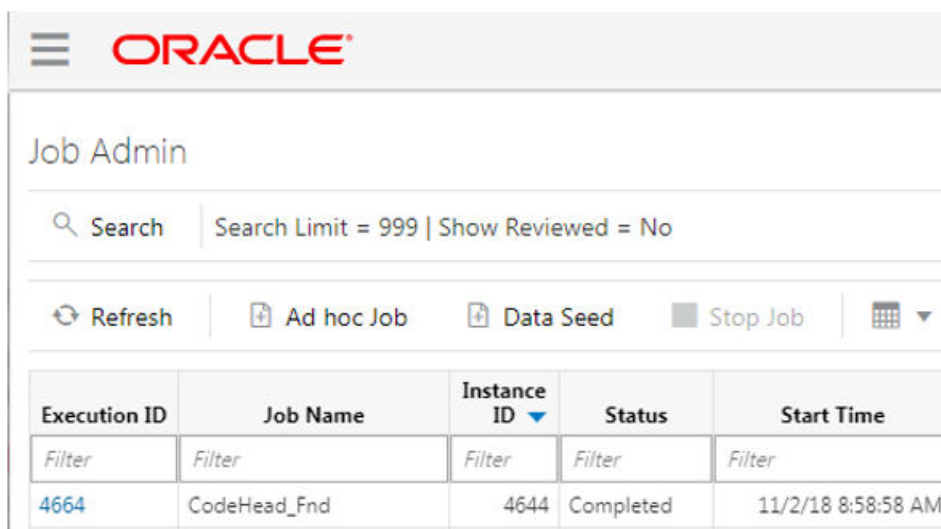 ORACLE
Job Admin
Search Search Limit = 999 | Show Reviewed = No
Refresh Ad hoc Job Data Seed Stop Job
Execution ID Job Name Instance ID Status Start Time
Filter Filter Filter Filter Filter
4664 CodeHead_Fnd 4644 Completed 11/2/18 8:58:58 AM